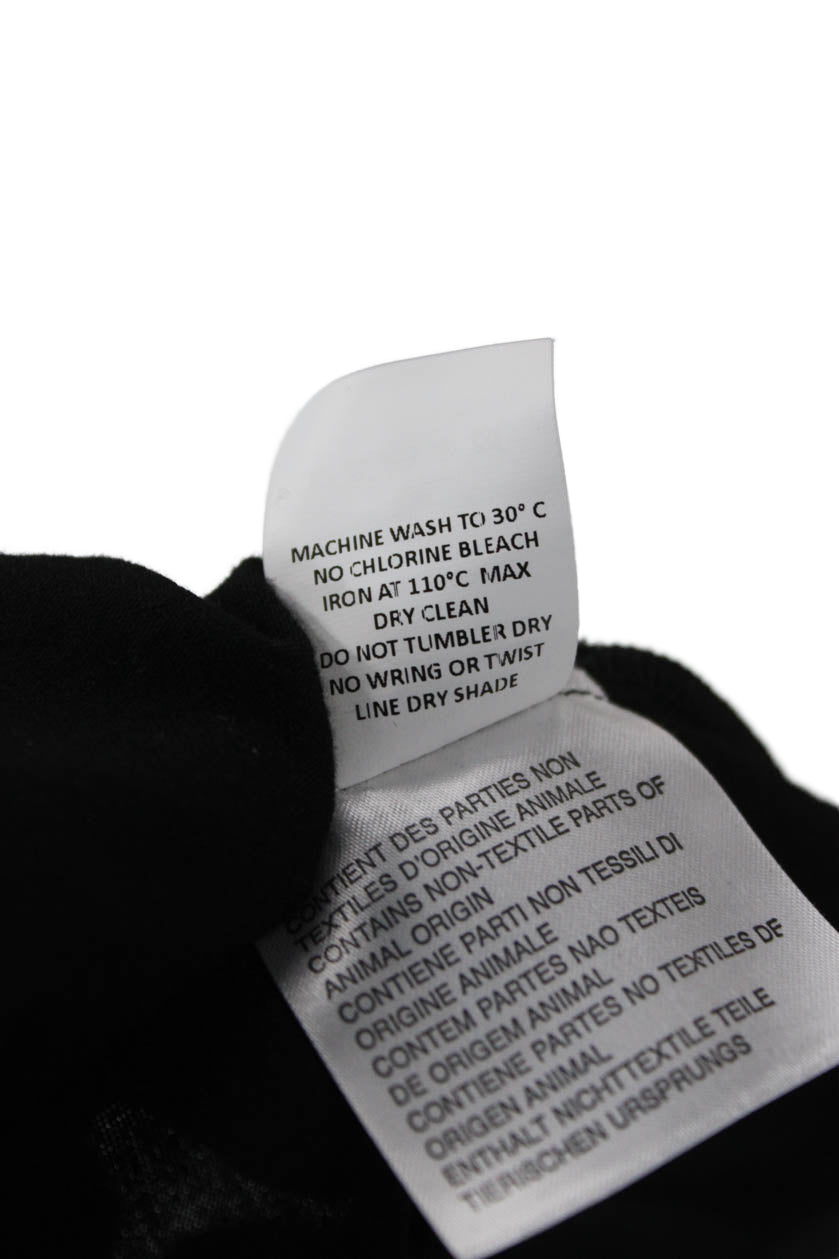 MACHINE WASH TO 30° C
NO CHLORINE BLEACH
IRON AT 110°C MAX
DRY CLEAN
DO NOT TUMBLER DRY
NO WRING OR TWIST
LINE DRY SHADE
CONTIENT DES PARTIES NON
TEXTILES D'ORIGINE ANIMALE
CONTAINS NON-TEXTILE PARTS OF
ANIMAL ORIGIN
CONTIENE PARTI NON TESSILI DI
ORIGINE ANIMALE
CONTEM PARTES NAO TEXTEIS
DE ORIGEM ANIMAL
CONTIENE PARTES NO TEXTILES DE
ORIGEN ANIMAL
ENTHALT NICHTTEXTILE TEILE
TIERISCHEN URSPRUNGS